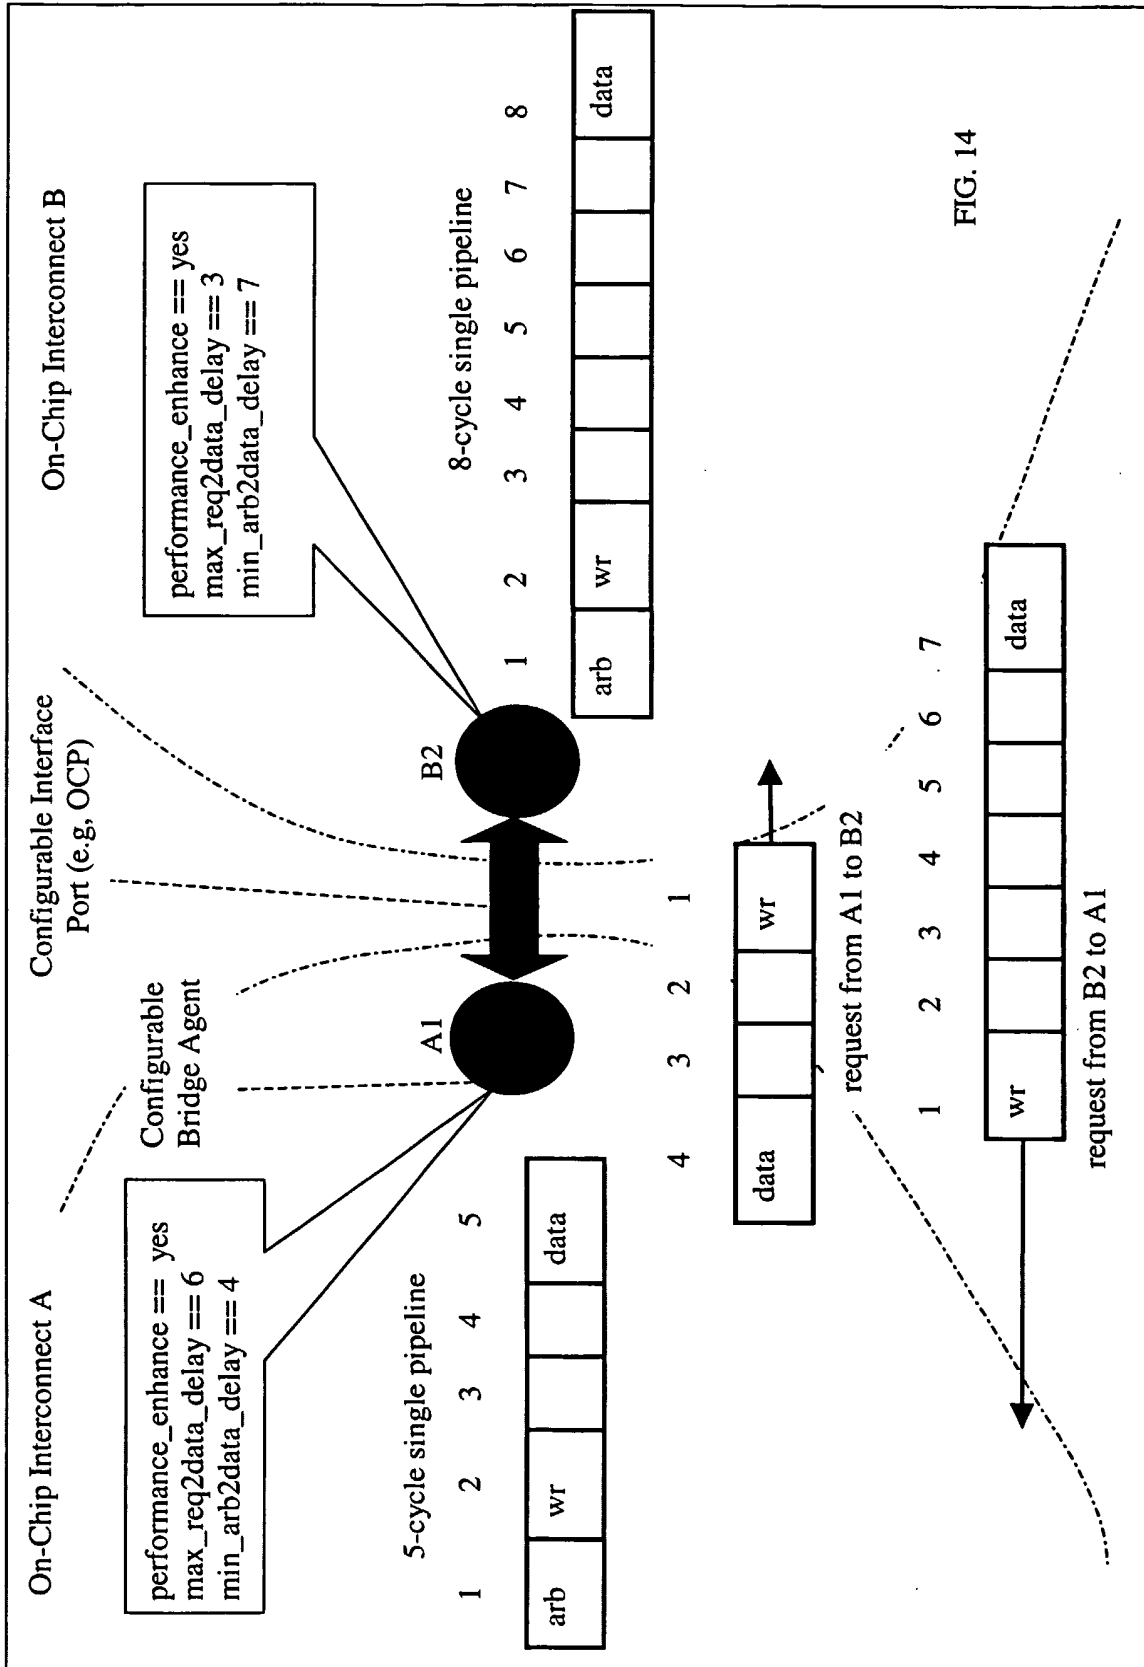 On-Chip Interconnect A
Configurable Interface
Port (e.g, OCP)
On-Chip Interconnect B
Configurable
Bridge Agent
performance_enhance == yes
max_req2data_delay == 6
min_arb2data_delay == 4
performance_enhance == yes
max_req2data_delay == 3
min_arb2data_delay == 7
A1
B2
5-cycle single pipeline
1 2 3 4 5
arb wr data
8-cycle single pipeline
1 2 3 4 5 6 7 8
arb wr data
4 3 2 1
data wr
request from A1 to B2
1 2 3 4 5 6 7
wr data
request from B2 to A1
FIG. 14